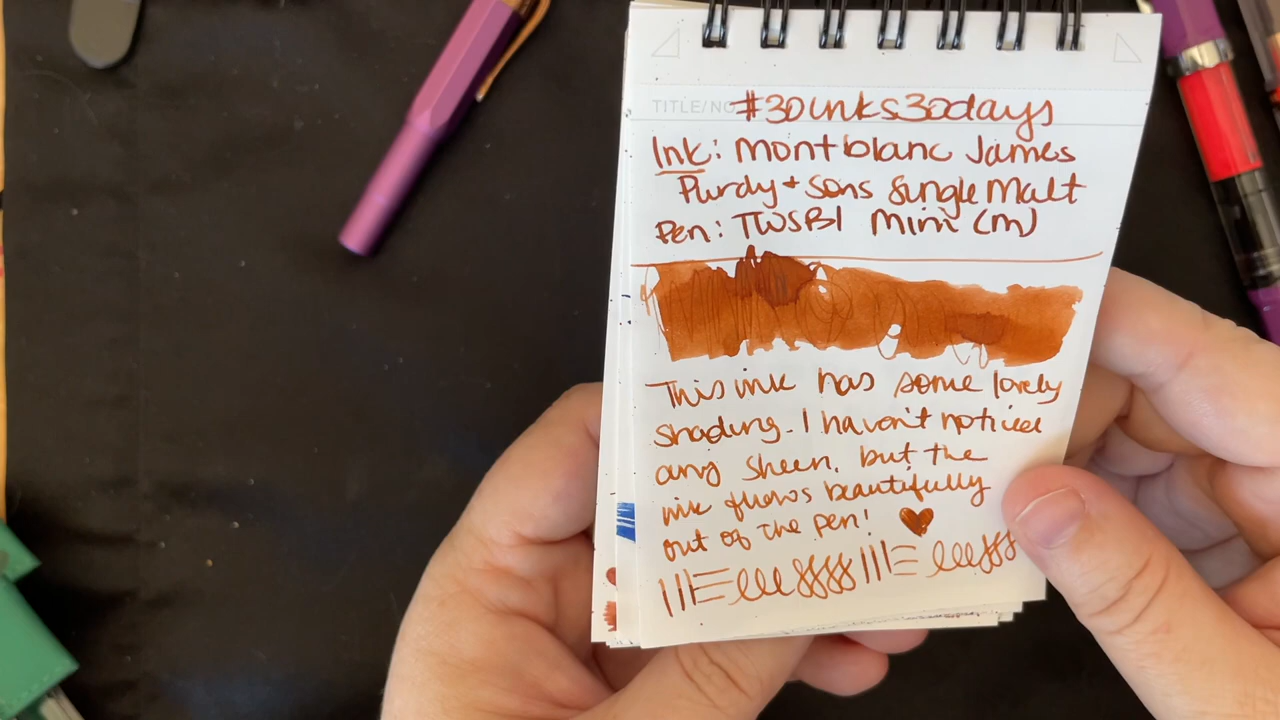 TITLE/NO
#30inks30days
Ink: Montblanc James
Purdy + Sons Single Malt
Pen: TWSBI Mini (m)
This ink has some lovely
shading. I haven't noticed
any sheen, but the
ink flows beautifully
out of the pen!